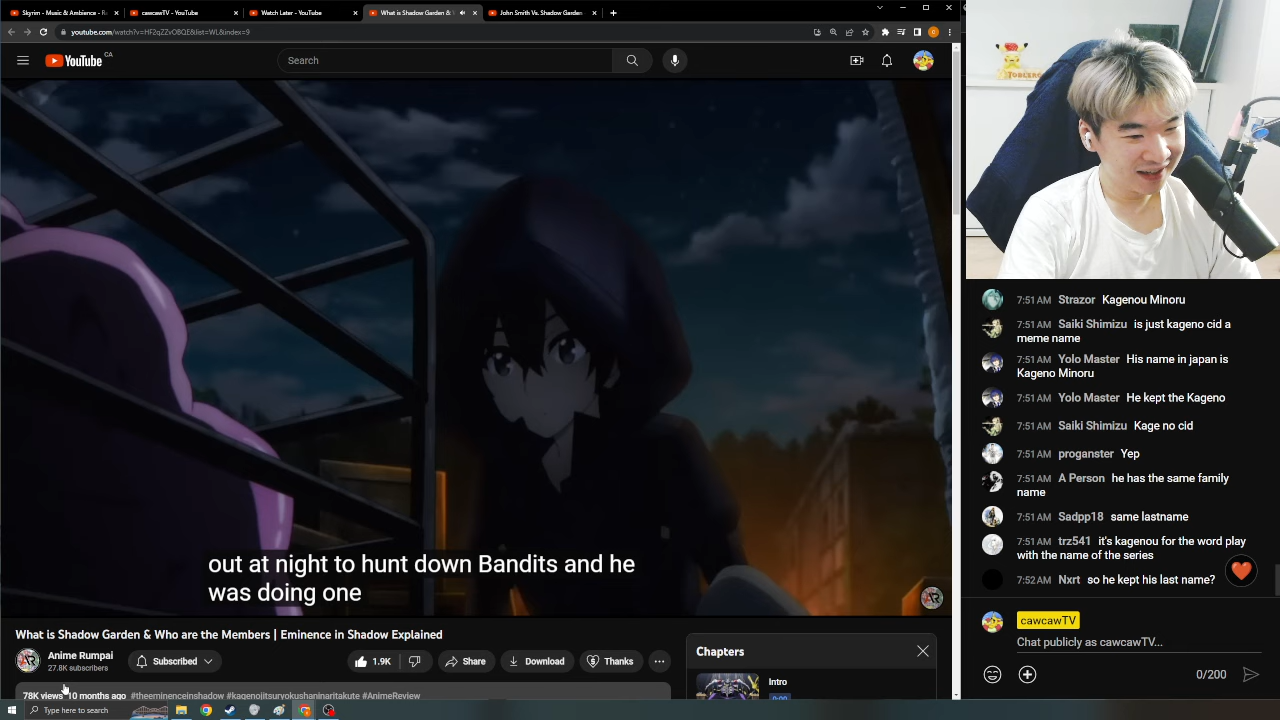 Skyrim - Music & Ambience - R
cawcawTV - YouTube
Watch Later - YouTube
What is Shadow Garden &
John Smith Vs. Shadow Garden
youtube.com/watch?v=HF2qZZvOBQE&list=WL&index=9
YouTube CA
Search
out at night to hunt down Bandits and he
was doing one
What is Shadow Garden & Who are the Members | Eminence in Shadow Explained
Anime Rumpai
27.8K subscribers
Subscribed
1.9K
Share
Download
Thanks
78K views 10 months ago #theeminenceinshadow #kagenojitsuryokushaninaritakute #AnimeReview
Chapters
Intro
0:00
Type here to search
7:51 AM Strazor Kagenou Minoru
7:51 AM Saiki Shimizu is just kageno cid a
meme name
7:51 AM Yolo Master His name in japan is
Kageno Minoru
7:51 AM Yolo Master He kept the Kageno
7:51 AM Saiki Shimizu Kage no cid
7:51 AM proganster Yep
7:51 AM A Person he has the same family
name
7:51 AM Sadpp18 same lastname
7:51 AM trz541 it's kagenou for the word play
with the name of the series
7:52 AM Nxrt so he kept his last name?
cawcawTV
Chat publicly as cawcawTV...
0/200